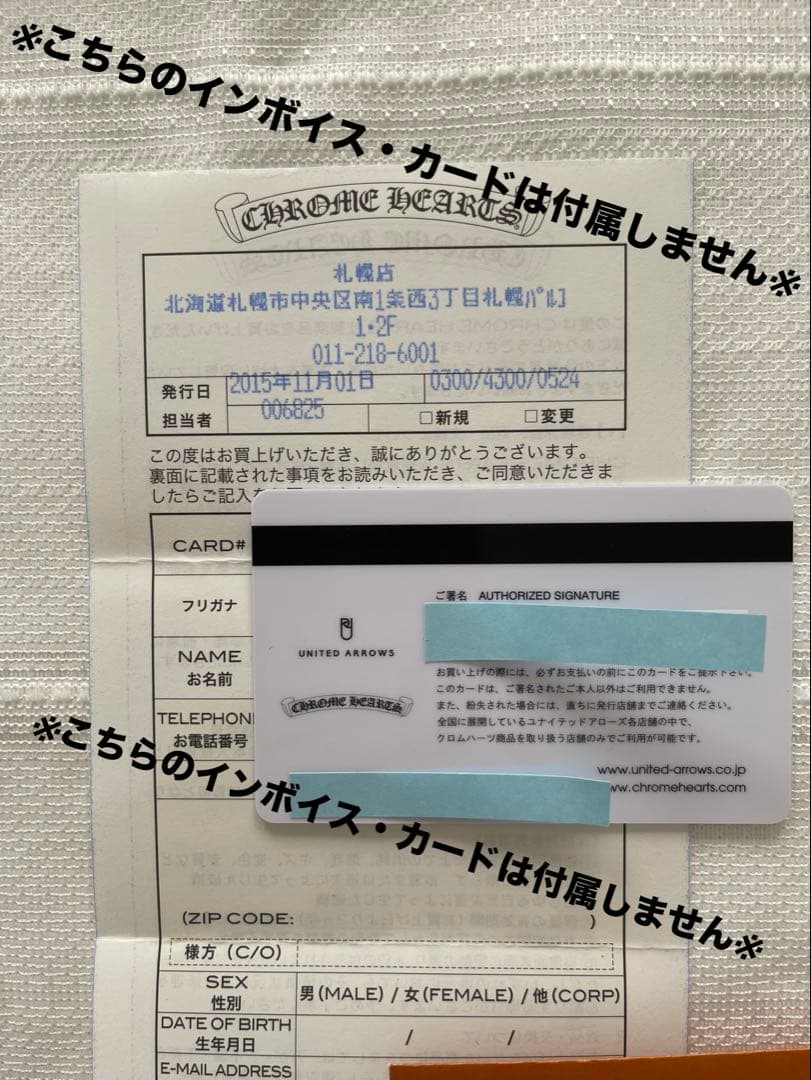 ※こちらのインボイス・カードは付属しません※
CHROME HEARTS
札幌店
北海道札幌市中央区南1条西3丁目札幌パルコ
1・2F
011-218-6001
発行日 2015年11月01日 0300/4300/0524
担当者 006825 □新規 □変更
この度はお買上げいただき、誠にありがとうございます。
裏面に記載された事項をお読みいただき、ご同意いただきま
したらご記入
CARD#
フリガナ
NAME
お名前
TELEPHON
お電話番号
ご署名 AUTHORIZED SIGNATURE
UNITED ARROWS
CHROME HEARTS
お買い上げの際には、必ずお支払いの前にこのカードをご提示下さい。
このカードは、ご署名されたご本人以外はご利用できません。
また、紛失された場合には、直ちに発行店舗までご連絡ください。
全国に展開しているユナイテッドアローズ各店舗の中で、
クロムハーツ商品を取り扱う店舗のみでご利用が可能です。
www.united-arrows.co.jp
ww.chromehearts.com
※こちらのインボイス・カードは付属しません※
(ZIP CODE: )
様方 (C/O)
SEX
性別
男(MALE) / 女(FEMALE) / 他(CORP)
DATE OF BIRTH
生年月日
/ /
E-MAIL ADDRESS